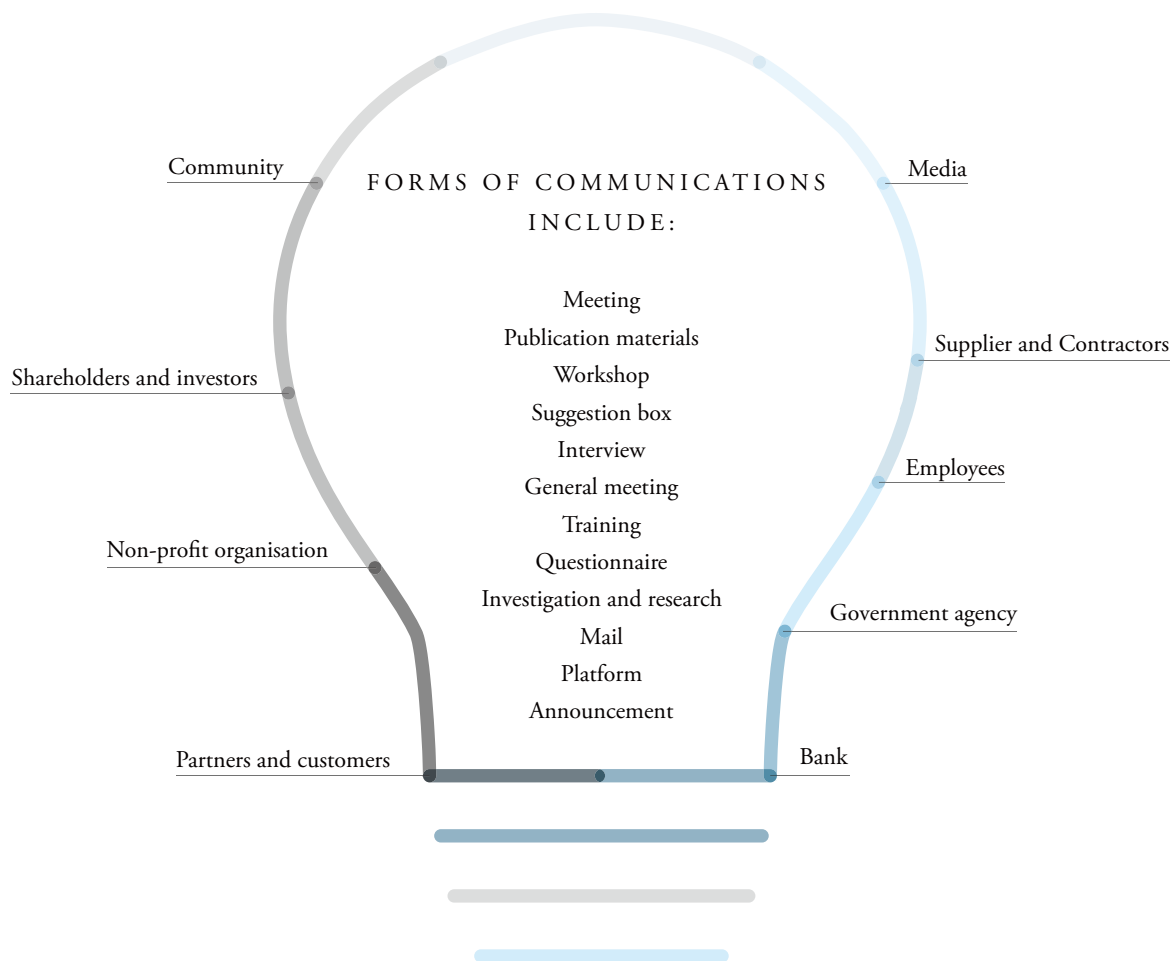 Community
Media
FORMS OF COMMUNICATIONS
INCLUDE:
Meeting
Publication materials
Supplier and Contractors
Workshop
Shareholders and investors
Suggestion box
Interview
Employees
General meeting
Training
Non-profit organisation
Questionnaire
Investigation and research
Government agency
Mail
Platform
Announcement
Partners and customers
Bank